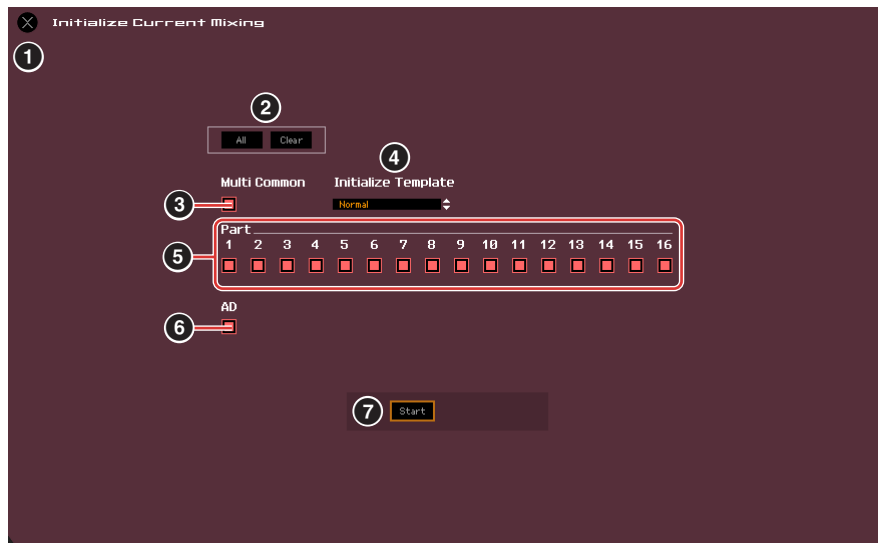 Initialize Current Mixing
1
2
All Clear
4
Multi Common Initialize Template
3
Normal
Part
1 2 3 4 5 6 7 8 9 10 11 12 13 14 15 16
5
AD
6
7 Start